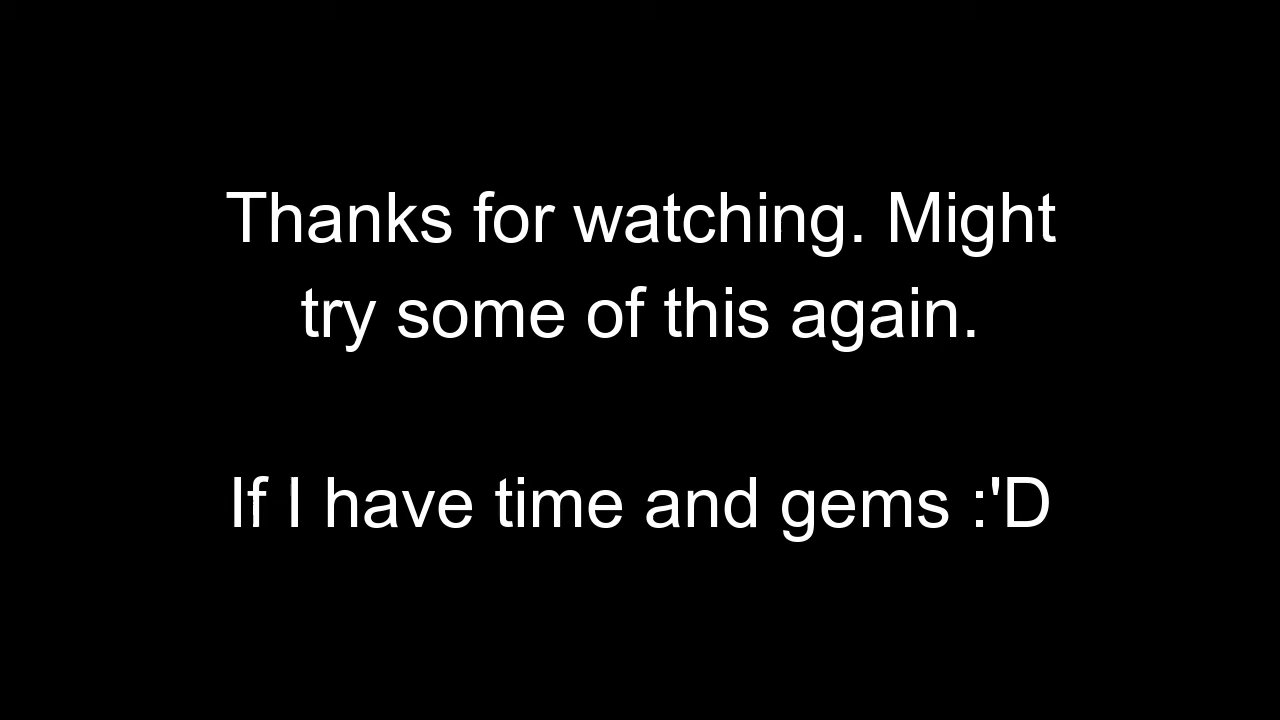 Thanks for watching. Might
try some of this again.
If I have time and gems :'D